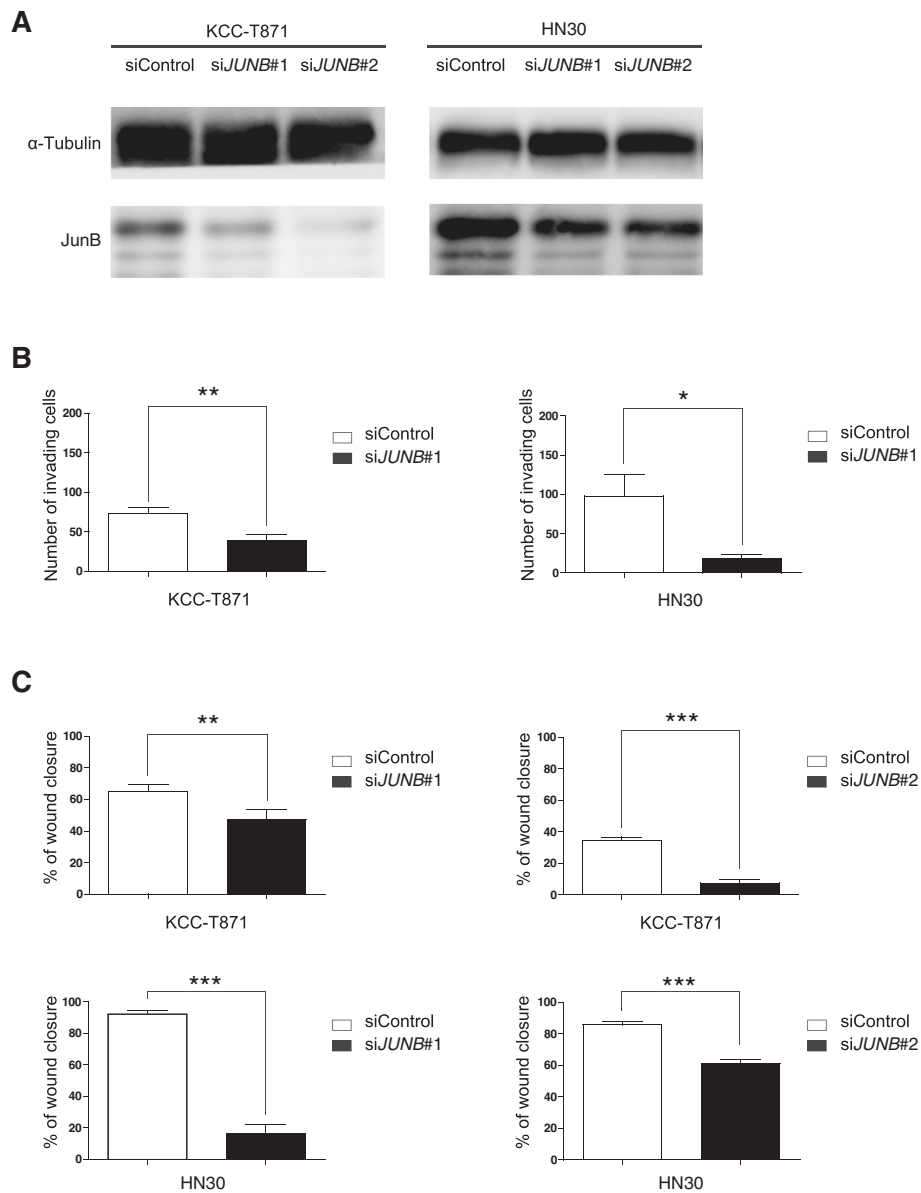 A
KCC-T871
HN30
siControl siJUNB#1 siJUNB#2
siControl siJUNB#1 siJUNB#2
α-Tubulin
JunB
B
Number of invading cells
200
150
100
50
0
**
siControl
siJUNB#1
KCC-T871
Number of invading cells
200
150
100
50
0
*
siControl
siJUNB#1
HN30
C
% of wound closure
100
80
60
40
20
0
**
siControl
siJUNB#1
KCC-T871
% of wound closure
100
80
60
40
20
0
***
siControl
siJUNB#2
KCC-T871
% of wound closure
100
80
60
40
20
0
***
siControl
siJUNB#1
HN30
% of wound closure
100
80
60
40
20
0
***
siControl
siJUNB#2
HN30